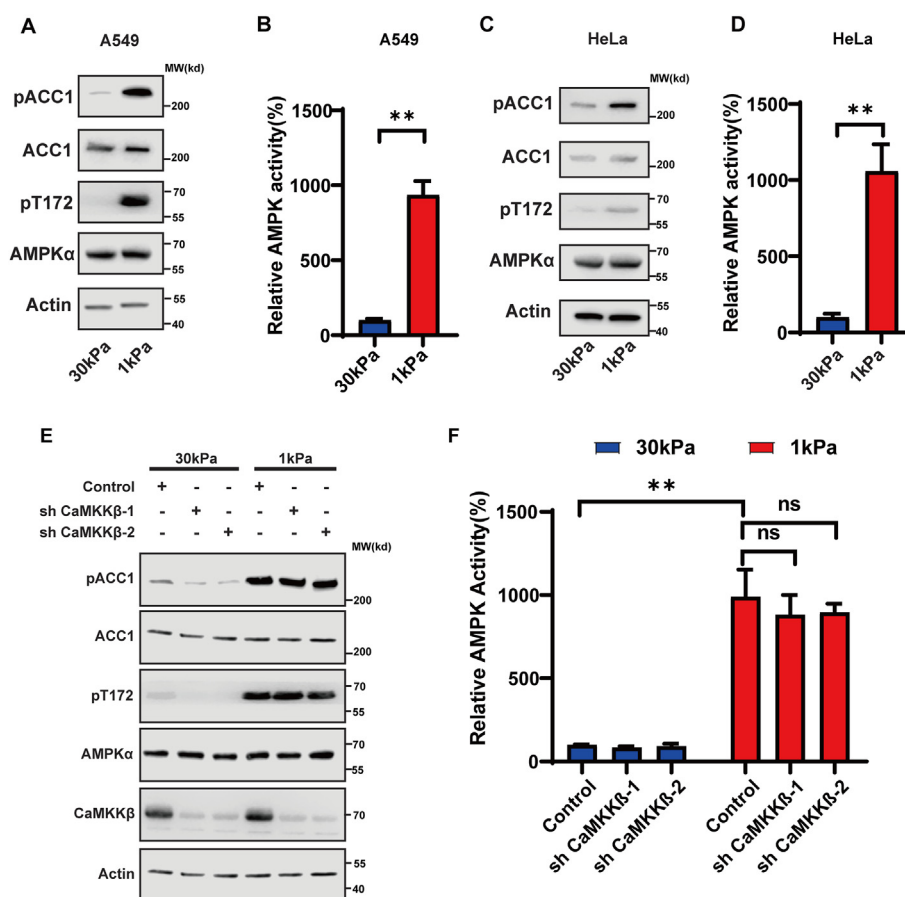 A
A549
MW(kd)
pACC1
200
ACC1
200
pT172
70
55
AMPKα
70
55
Actin
55
40
30kPa
1kPa
B
A549
Relative AMPK activity(%)
1500
1000
500
0
**
30kPa
1kPa
C
HeLa
MW(kd)
pACC1
200
ACC1
200
pT172
70
55
AMPKα
70
55
Actin
55
40
30kPa
1kPa
D
HeLa
Relative AMPK activity(%)
1500
1000
500
0
**
30kPa
1kPa
E
30kPa 1kPa
Control + - - + - -
sh CaMKKβ-1 - + - - + -
sh CaMKKβ-2 - - + - - +
MW(kd)
pACC1
200
ACC1
200
pT172
70
55
AMPKα
70
55
CaMKKβ
70
Actin
55
40
F
30kPa 1kPa
Relative AMPK Activity(%)
1500
1000
500
0
**
ns
ns
Control
sh CaMKKß-1
sh CaMKKß-2
Control
sh CaMKKß-1
sh CaMKKß-2